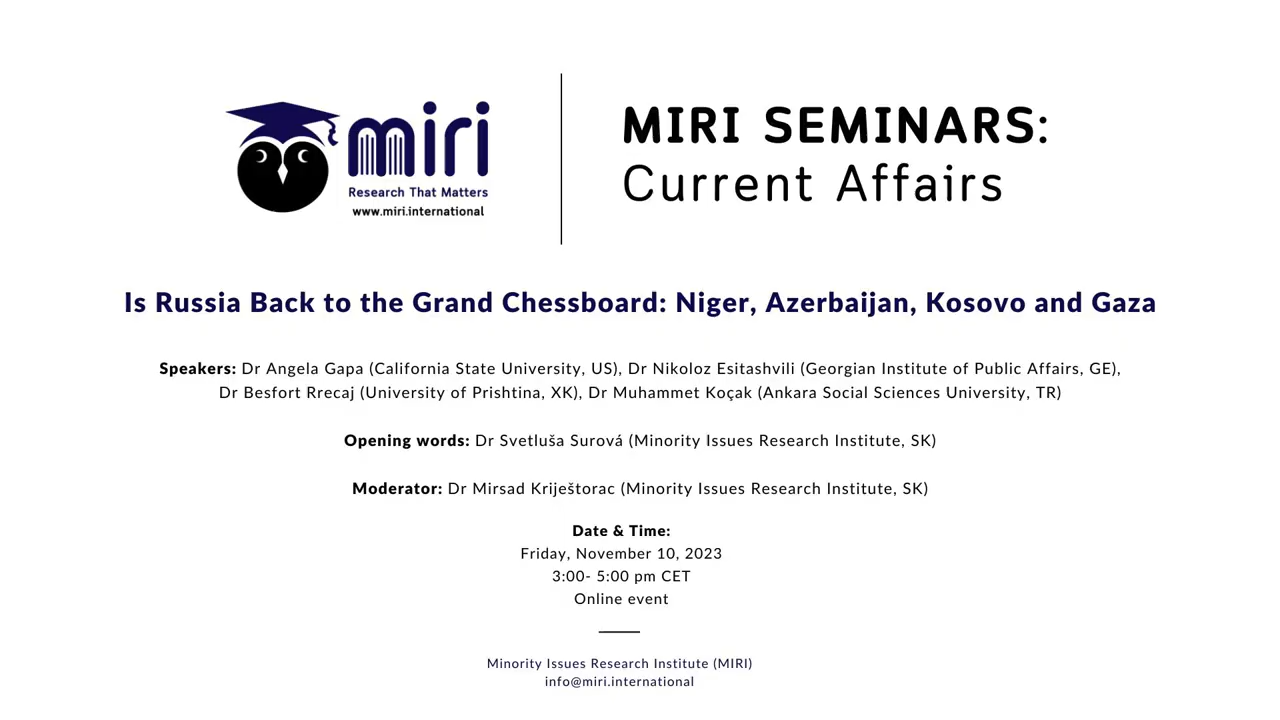 miri
Research That Matters
www.miri.international
MIRI SEMINARS:
Current Affairs
Is Russia Back to the Grand Chessboard: Niger, Azerbaijan, Kosovo and Gaza
Speakers: Dr Angela Gapa (California State University, US), Dr Nikoloz Esitashvili (Georgian Institute of Public Affairs, GE),
Dr Besfort Rrecaj (University of Prishtina, XK), Dr Muhammet Koçak (Ankara Social Sciences University, TR)
Opening words: Dr Svetluša Surová (Minority Issues Research Institute, SK)
Moderator: Dr Mirsad Kriještorac (Minority Issues Research Institute, SK)
Date & Time:
Friday, November 10, 2023
3:00- 5:00 pm CET
Online event
Minority Issues Research Institute (MIRI)
info@miri.international